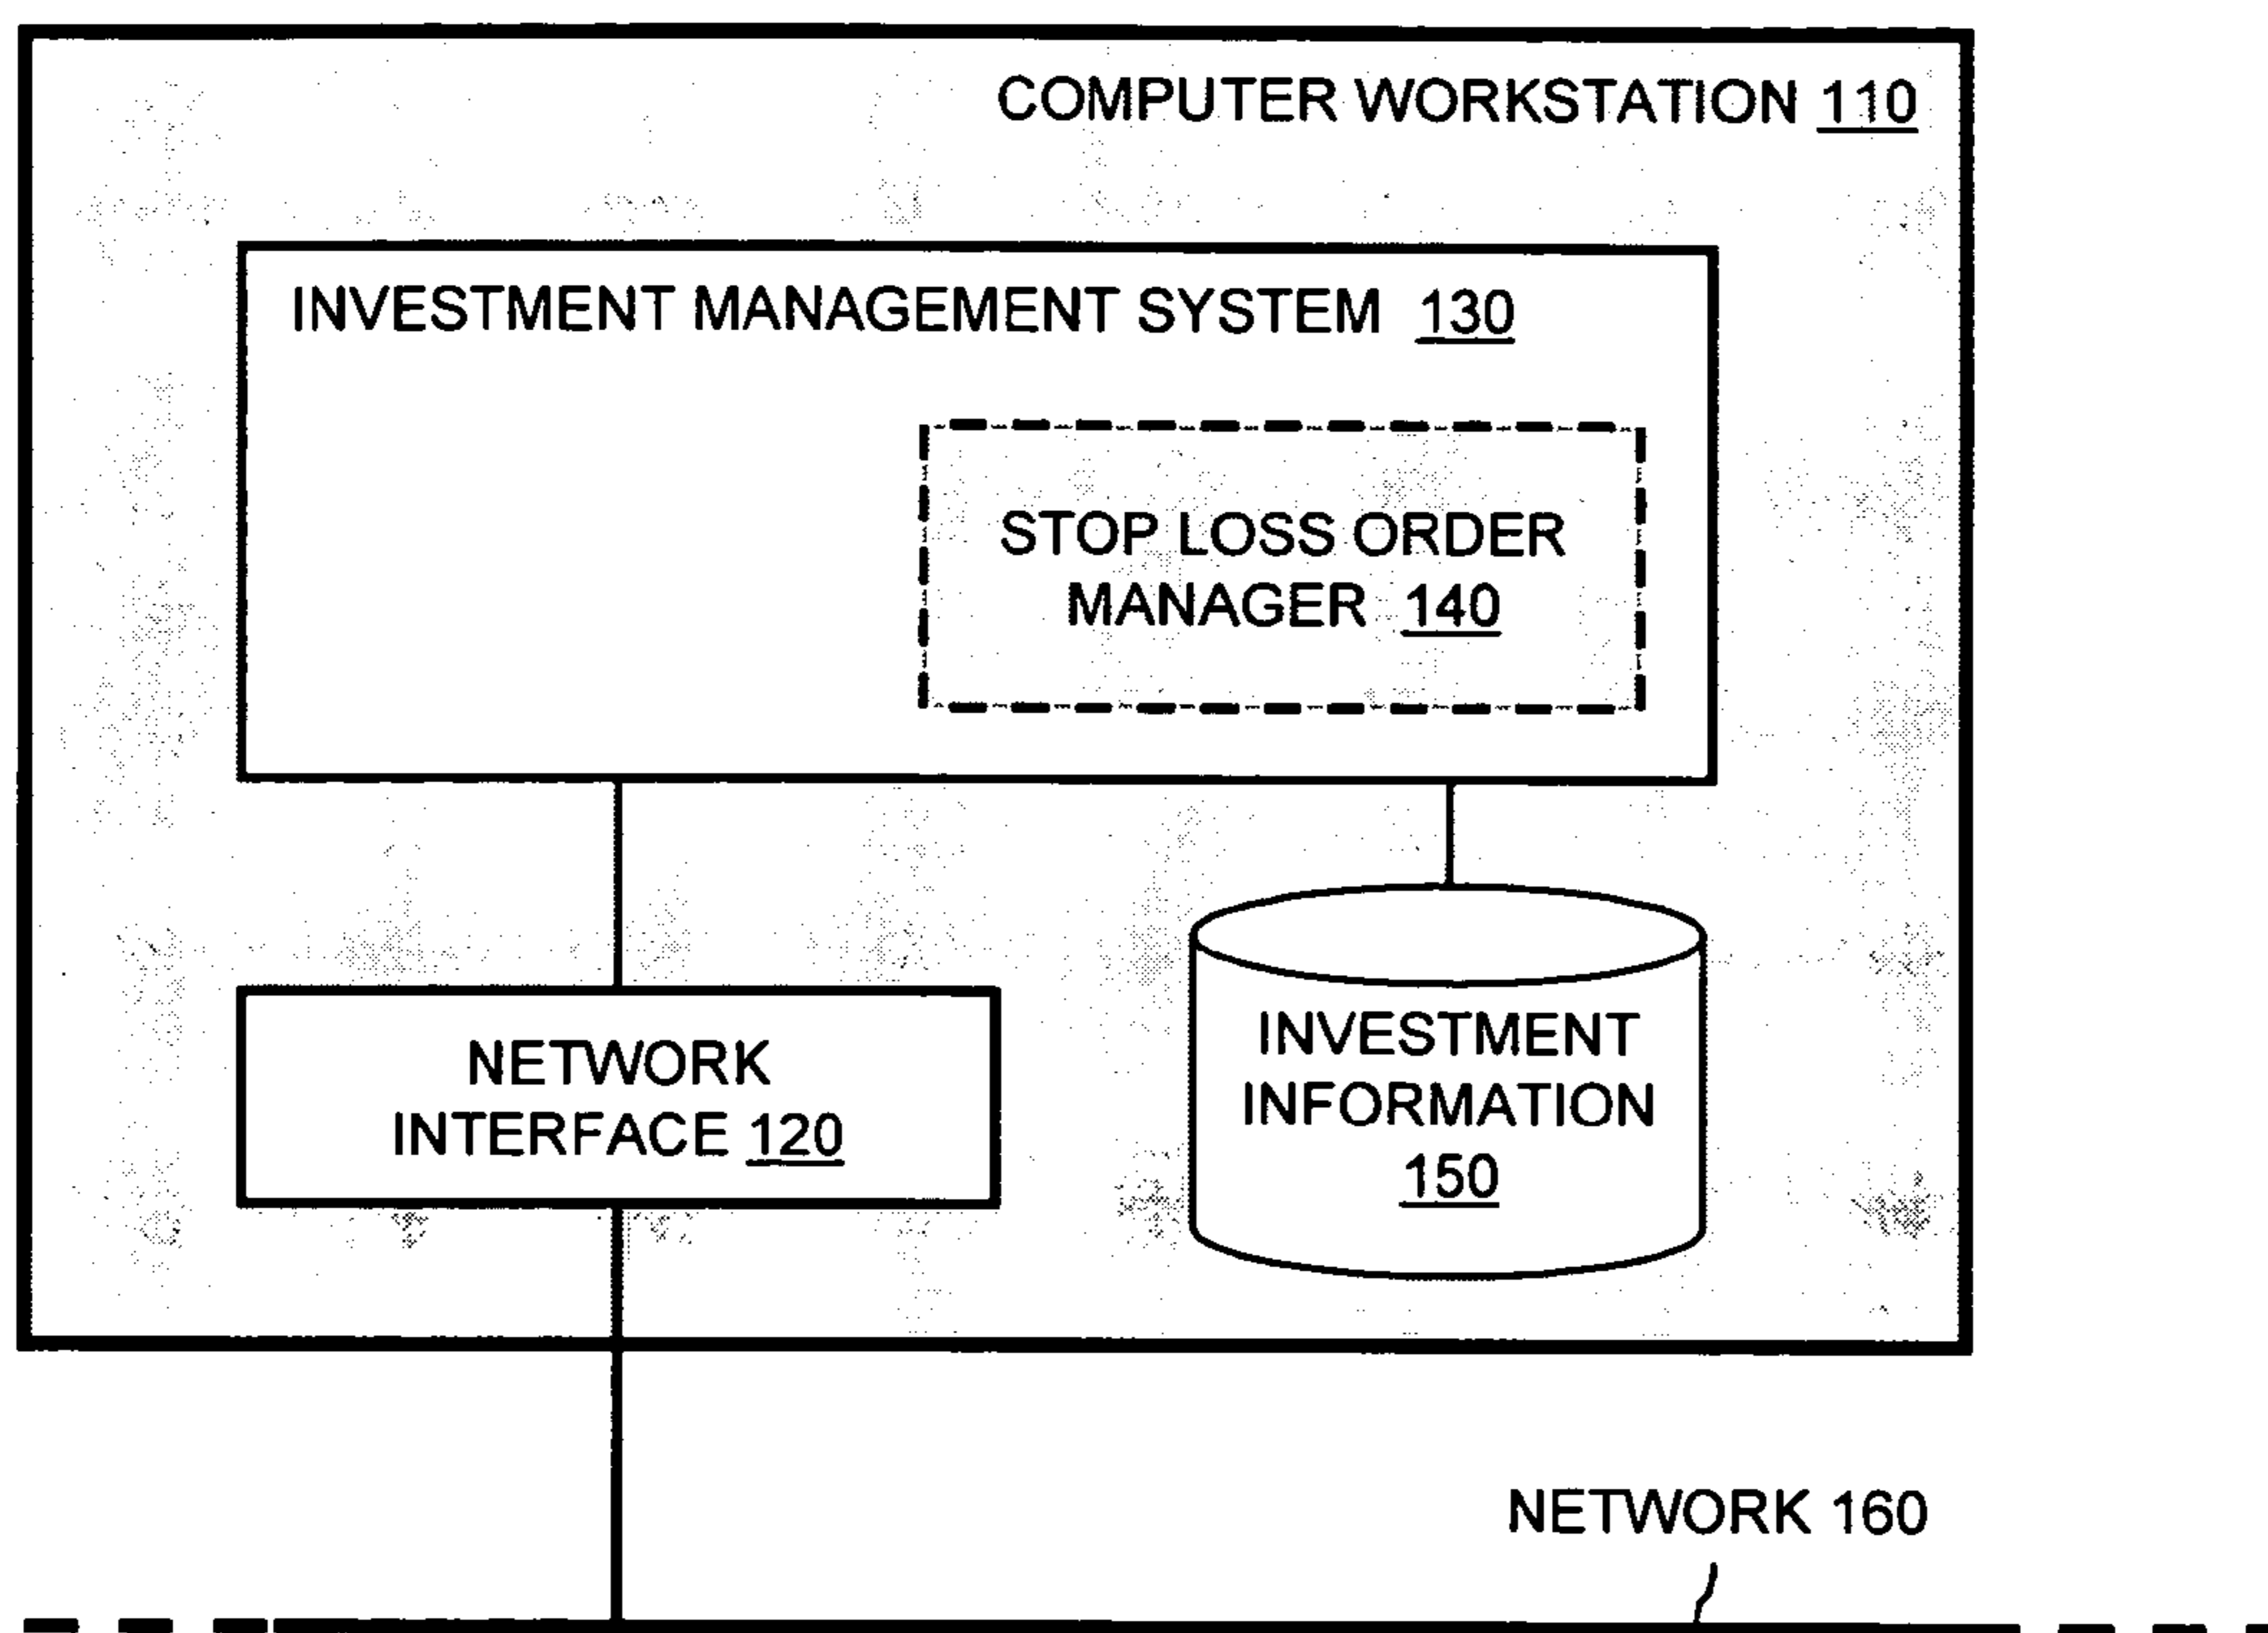 COMPUTER WORKSTATION 110
INVESTMENT MANAGEMENT SYSTEM 130
STOP LOSS ORDER
MANAGER 140
NETWORK
INTERFACE 120
INVESTMENT
INFORMATION
150
NETWORK 160